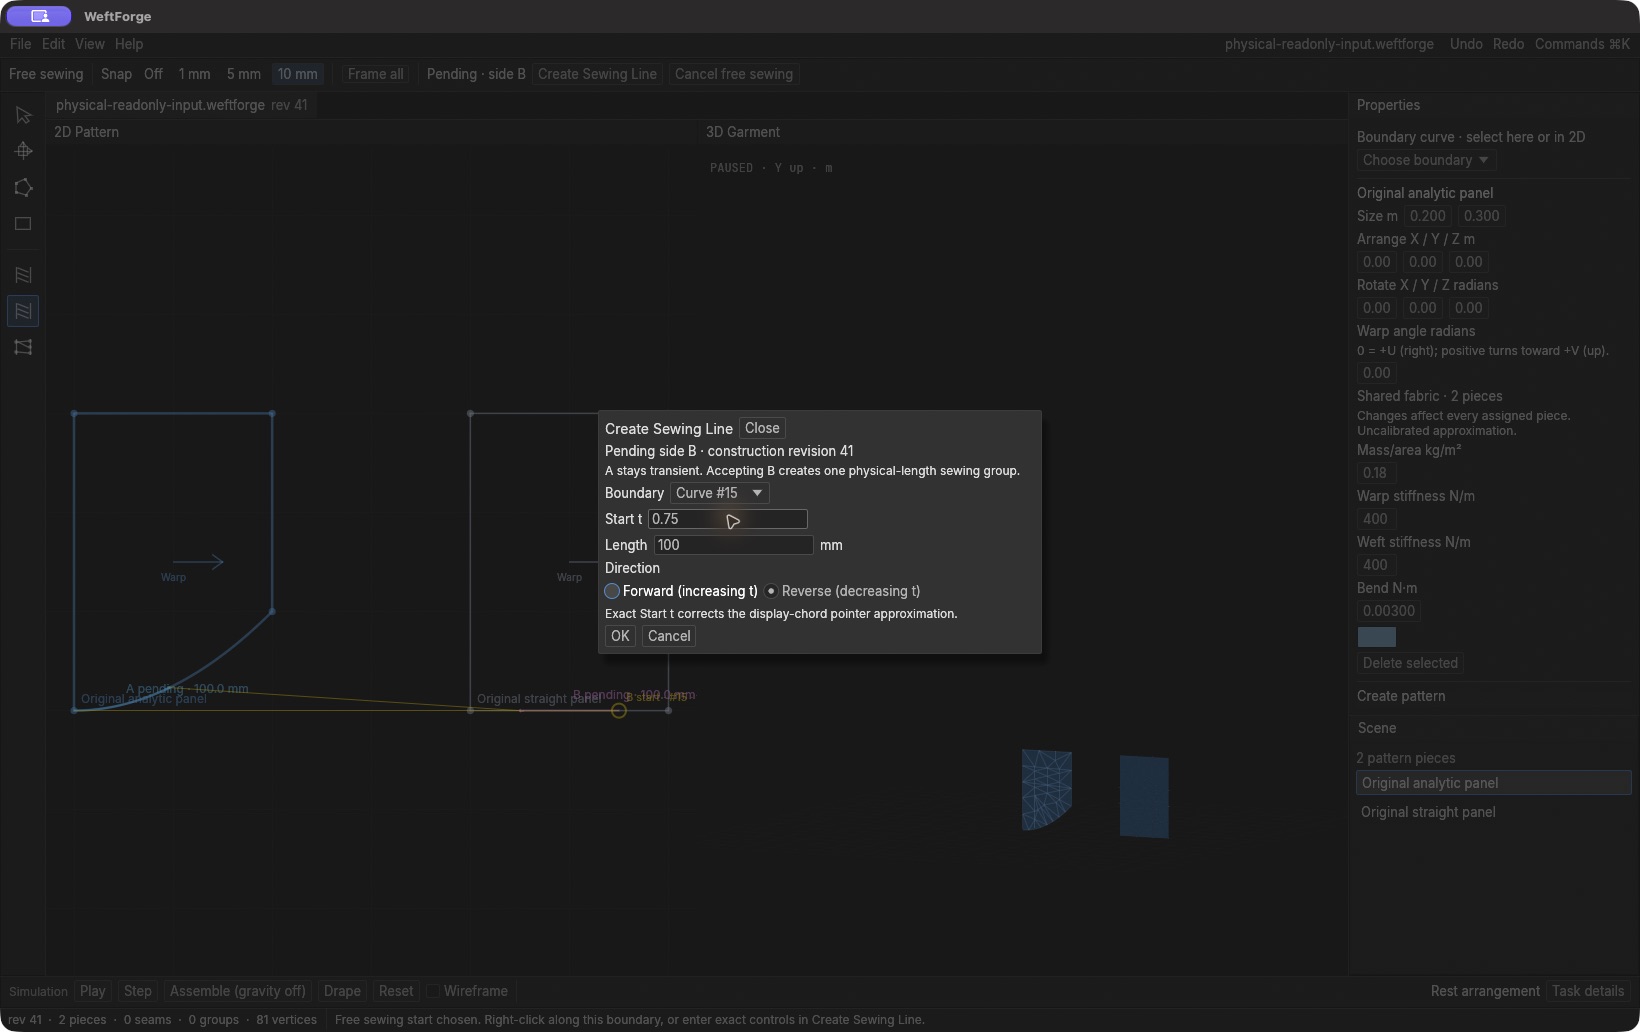 WeftForge
File Edit View Help
physical-readonly-input.weftforge Undo Redo Commands ⌘K
Free sewing Snap Off 1 mm 5 mm 10 mm Frame all Pending · side B Create Sewing Line Cancel free sewing
physical-readonly-input.weftforge rev 41
2D Pattern
3D Garment
PAUSED · Y up · m
Warp
A pending · 100.0 mm
Original analytic panel
Warp
Original straight panel
B pending · 100.0 mm
B start · #15
Create Sewing Line Close
Pending side B · construction revision 41
A stays transient. Accepting B creates one physical-length sewing group.
Boundary Curve #15
Start t 0.75
Length 100 mm
Direction
Forward (increasing t) Reverse (decreasing t)
Exact Start t corrects the display-chord pointer approximation.
OK Cancel
Properties
Boundary curve · select here or in 2D
Choose boundary
Original analytic panel
Size m 0.200 0.300
Arrange X / Y / Z m
0.00 0.00 0.00
Rotate X / Y / Z radians
0.00 0.00 0.00
Warp angle radians
0 = +U (right); positive turns toward +V (up).
0.00
Shared fabric · 2 pieces
Changes affect every assigned piece.
Uncalibrated approximation.
Mass/area kg/m²
0.18
Warp stiffness N/m
400
Weft stiffness N/m
400
Bend N·m
0.00300
Delete selected
Create pattern
Scene
2 pattern pieces
Original analytic panel
Original straight panel
Simulation Play Step Assemble (gravity off) Drape Reset Wireframe
Rest arrangement Task details
rev 41 · 2 pieces · 0 seams · 0 groups · 81 vertices
Free sewing start chosen. Right-click along this boundary, or enter exact controls in Create Sewing Line.